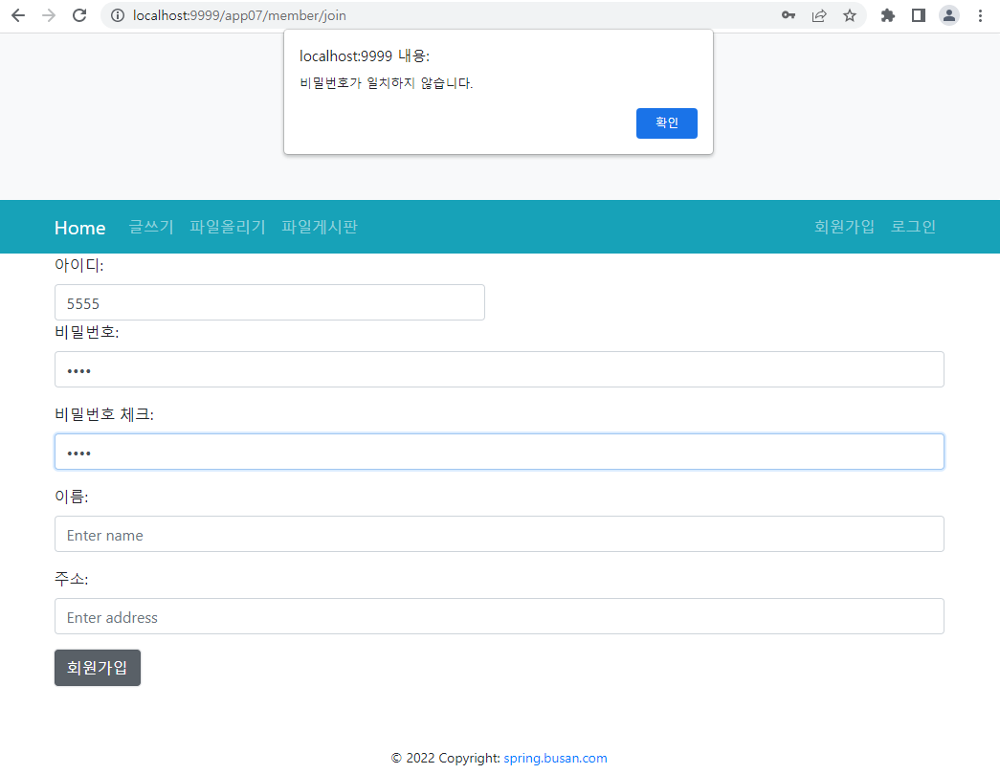 localhost:9999/app07/member/join
localhost:9999 내용:
비밀번호가 일치하지 않습니다.
확인
Home 글쓰기 파일올리기 파일게시판 회원가입 로그인
아이디:
5555
비밀번호:
••••
비밀번호 체크:
••••
이름:
Enter name
주소:
Enter address
회원가입
© 2022 Copyright: spring.busan.com